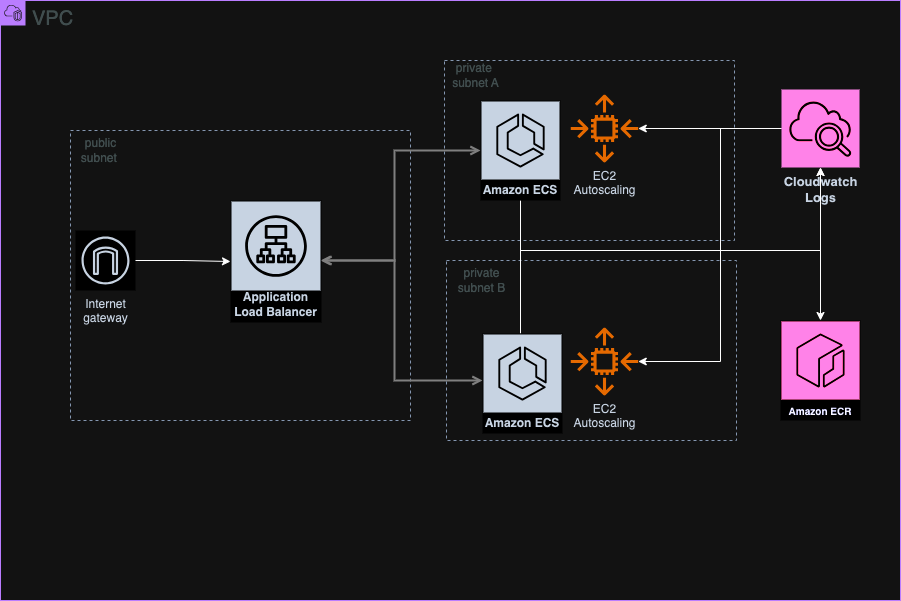 VPC
public
subnet
Internet
gateway
Application
Load Balancer
private
subnet A
Amazon ECS
EC2
Autoscaling
private
subnet B
Amazon ECS
EC2
Autoscaling
Cloudwatch
Logs
Amazon ECR